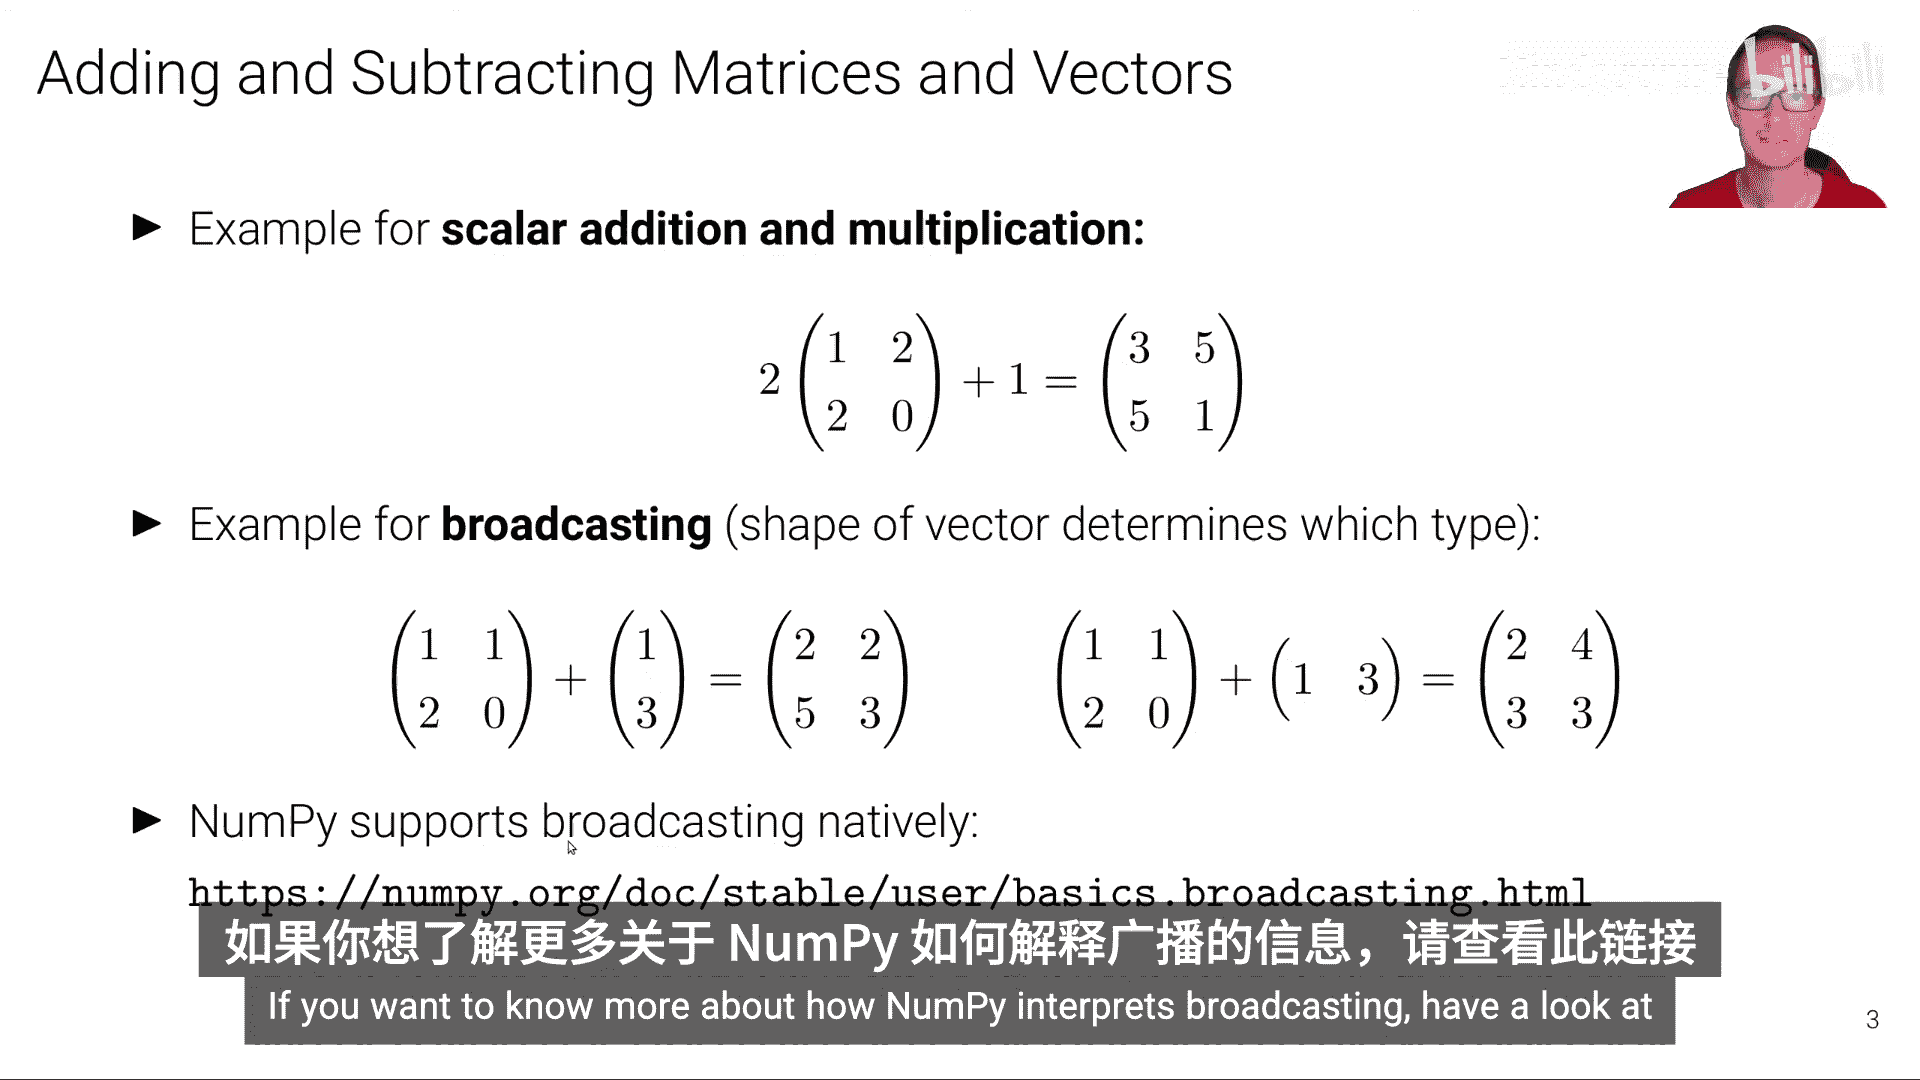 Adding and Subtracting Matrices and Vectors
bilibili
► Example for scalar addition and multiplication:
2 ( 1 2 ; 2 0 ) + 1 = ( 3 5 ; 5 1 )
► Example for broadcasting (shape of vector determines which type):
( 1 1 ; 2 0 ) + ( 1 ; 3 ) = ( 2 2 ; 5 3 )
( 1 1 ; 2 0 ) + ( 1 3 ) = ( 2 4 ; 3 3 )
► NumPy supports broadcasting natively:
https://numpy.org/doc/stable/user/basics.broadcasting.html
如果你想了解更多关于 NumPy 如何解释广播的信息，请查看此链接
If you want to know more about how NumPy interprets broadcasting, have a look at
3